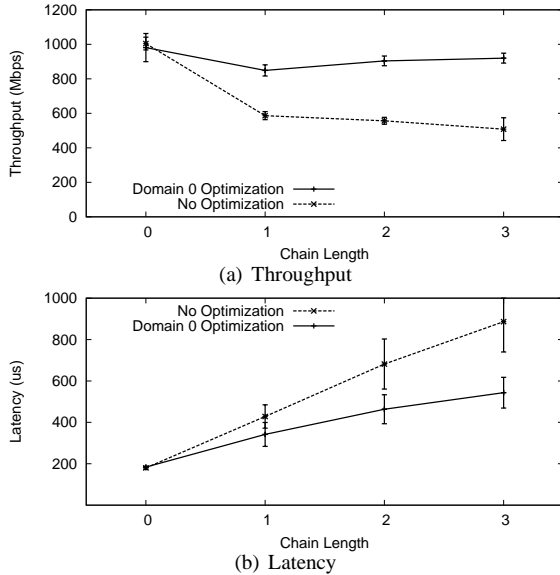 1200
1000
800
600
400
200
0
Throughput (Mbps)
Domain 0 Optimization
No Optimization
0 1 2 3
Chain Length
(a) Throughput
1000
800
600
400
200
Latency (us)
No Optimization
Domain 0 Optimization
0 1 2 3
Chain Length
(b) Latency